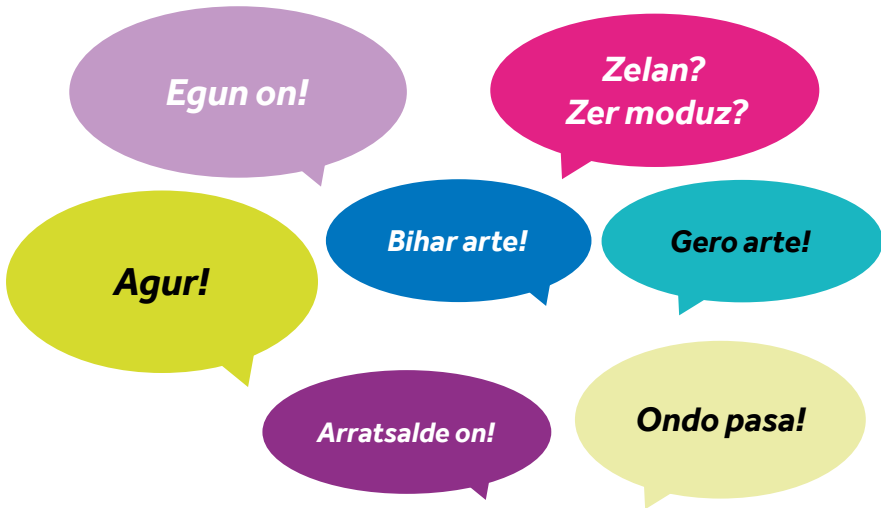 Egun on!
Zelan?
Zer moduz?
Bihar arte!
Gero arte!
Agur!
Arratsalde on!
Ondo pasa!